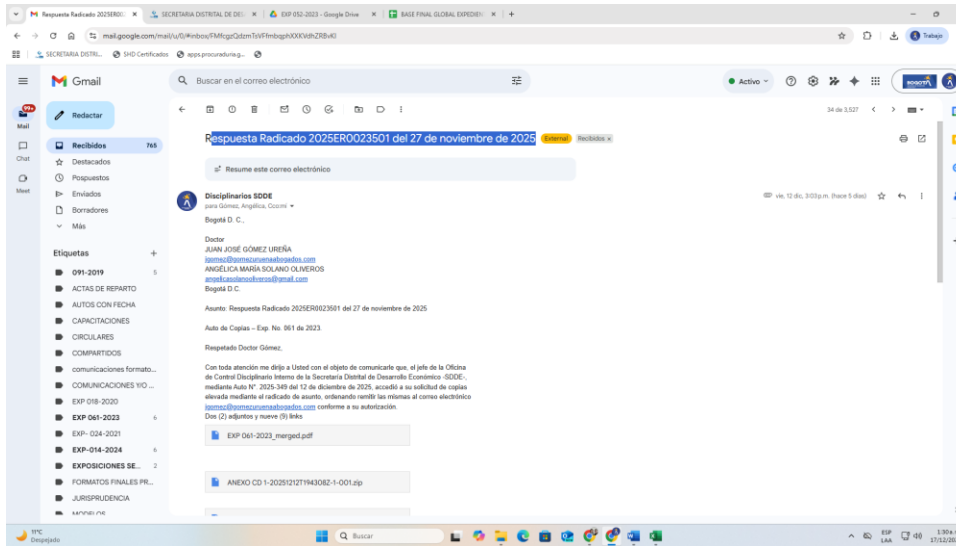 Respuesta Radicado 2025ER002
SECRETARIA DISTRITAL DE DES
EXP 052-2023 - Google Drive
BASE FINAL GLOBAL EXPEDIEN
mail.google.com/mail/u/0/#inbox/
Trabajo
SECRETARIA DISTRI...
SHD Certificados
apps.procuraduria.g...
Gmail
Buscar en el correo electrónico
Activo
BOGOTÁ
99+
Mail
Chat
Meet
Redactar
34 de 3,527
Recibidos 765
Destacados
Pospuestos
Enviados
Borradores
Más
Etiquetas
091-2019 5
ACTAS DE REPARTO
AUTOS CON FECHA
CAPACITACIONES
CIRCULARES
COMPARTIDOS
comunicaciones formato...
COMUNICACIONES Y/O ...
EXP 018-2020
EXP 061-2023 6
EXP- 024-2021
EXP-014-2024 6
EXPOSICIONES SE... 2
FORMATOS FINALES PR...
JURISPRUDENCIA
MODELOS
Respuesta Radicado 2025ER0023501 del 27 de noviembre de 2025 External Recibidos x
Resume este correo electrónico
Disciplinarios SDDE
vie, 12 dic, 3:03 p.m. (hace 5 días)
para Gómez, Angélica, Cocmi
Bogotá D. C.,
Doctor
JUAN JOSÉ GÓMEZ UREÑA
jgomez@gomezuruenaabogados.com
ANGÉLICA MARÍA SOLANO OLIVEROS
angelicasolanooliveros@gmail.com
Bogotá D.C.
Asunto: Respuesta Radicado 2025ER0023501 del 27 de noviembre de 2025
Auto de Copias – Exp. No. 061 de 2023.
Respetado Doctor Gómez,
Con toda atención me dirijo a Usted con el objeto de comunicarle que, el jefe de la Oficina
de Control Disciplinario Interno de la Secretaría Distrital de Desarrollo Económico -SDDE-,
mediante Auto N° 2025-349 del 12 de diciembre de 2025, accedió a su solicitud de copias
elevada mediante el radicado de asunto, ordenando remitir las mismas al correo electrónico
jgomez@gomezuruenaabogados.com conforme a su autorización.
Dos (2) adjuntos y nueve (9) links
EXP 061-2023_merged.pdf
ANEXO CD 1-20251212T194308Z-1-001.zip
11°C
Despejado
Buscar
ESP
LAA
1:50 a.
17/12/20